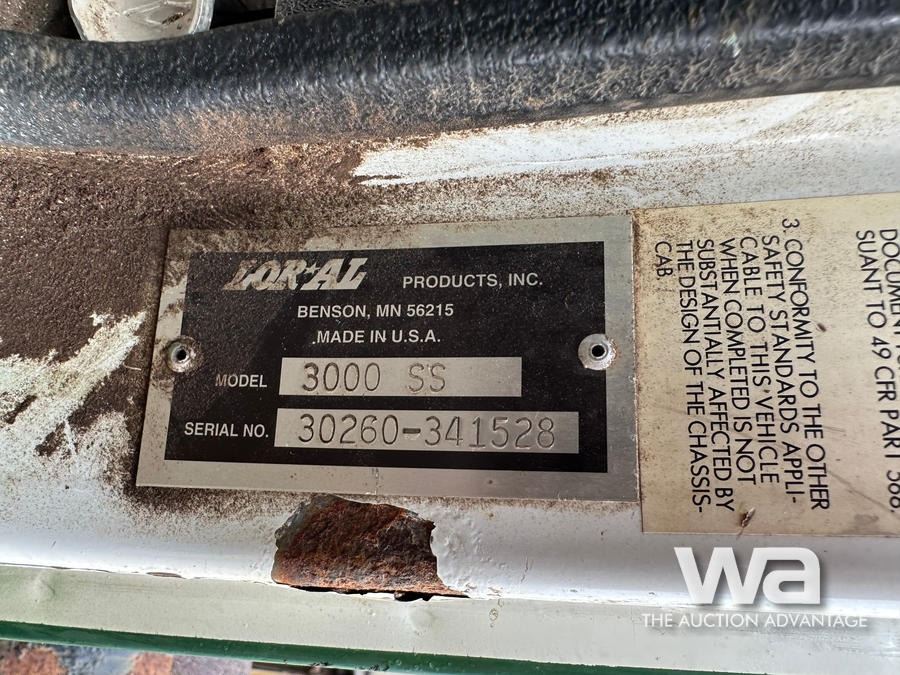 LOR★AL PRODUCTS, INC.
BENSON, MN 56215
MADE IN U.S.A.
MODEL 3000 SS
SERIAL NO. 30260-341528
3. CONFORMITY TO THE OTHER
SAFETY STANDARDS APPLI-
CABLE TO THIS VEHICLE
WHEN COMPLETED IS NOT
SUBSTANTIALLY AFFECTED BY
THE DESIGN OF THE CHASSIS-
CAB.
SUANT TO 49 CFR PART 568.
wa
THE AUCTION ADVANTAGE